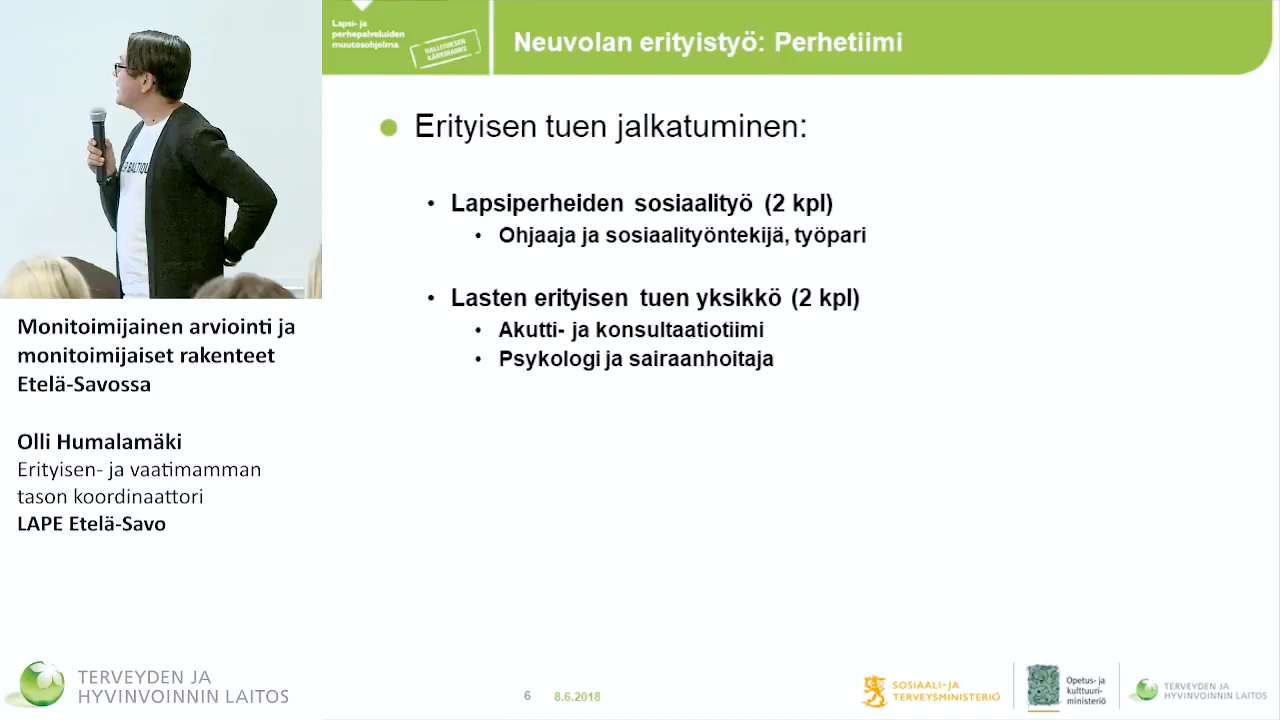 Lapsi- ja
perhepalveluiden
muutosohjelma
HALLITUKSEN
KÄRKIHANKE
Neuvolan erityistyö: Perhetiimi
Erityisen tuen jalkatuminen:
Lapsiperheiden sosiaalityö (2 kpl)
Ohjaaja ja sosiaalityöntekijä, työpari
Lasten erityisen tuen yksikkö (2 kpl)
Akutti- ja konsultaatiotiimi
Psykologi ja sairaanhoitaja
Monitoimijainen arviointi ja
monitoimijaiset rakenteet
Etelä-Savossa
Olli Humalamäki
Erityisen- ja vaatimamman
tason koordinaattori
LAPE Etelä-Savo
TERVEYDEN JA
HYVINVOINNIN LAITOS
6
8.6.2018
SOSIAALI- JA
TERVEYSMINISTERIÖ
Opetus- ja
kulttuuri-
ministeriö
TERVEYDEN JA
HYVINVOINNIN LAITOS